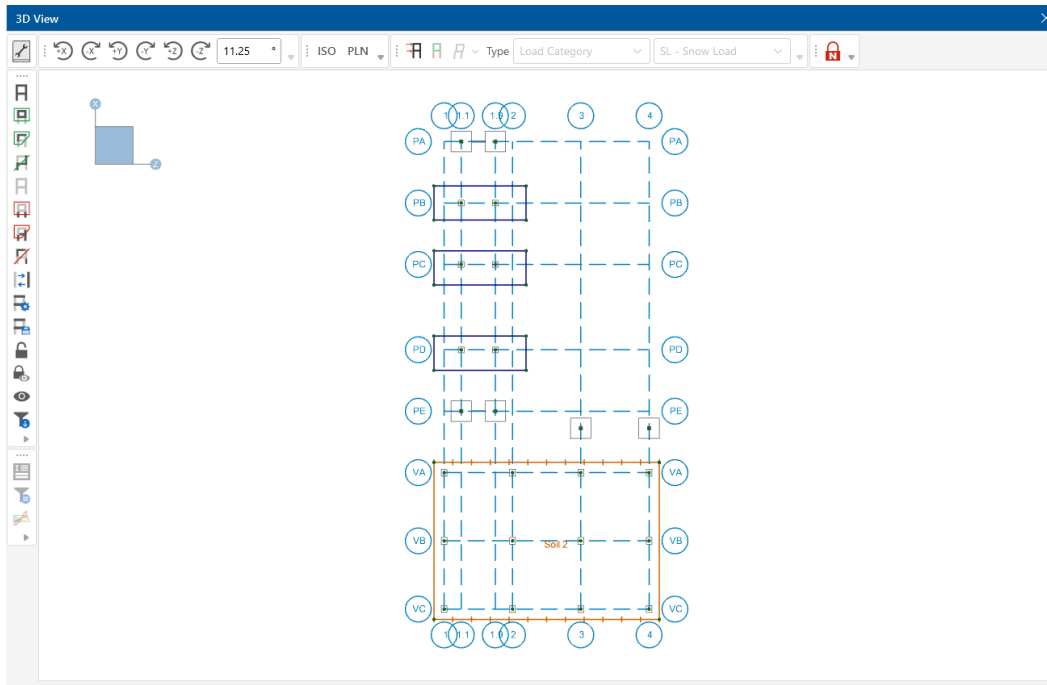 3D View
+X -X +Y -Y +Z -Z 11.25 ° ISO PLN Type Load Category SL - Snow Load N
X
Z
1 1.1 1.9 2 3 4
PA PA
PB PB
PC PC
PD PD
PE PE
VA VA
VB Soil 2 VB
VC VC
1 1.1 1.9 2 3 4